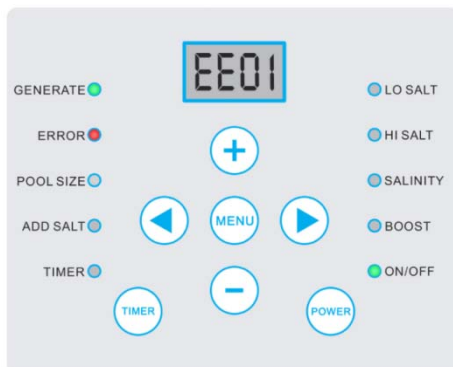 EE01
GENERATE
LO SALT
ERROR
HI SALT
+
POOL SIZE
SALINITY
ADD SALT
MENU
BOOST
TIMER
ON/OFF
−
TIMER
POWER